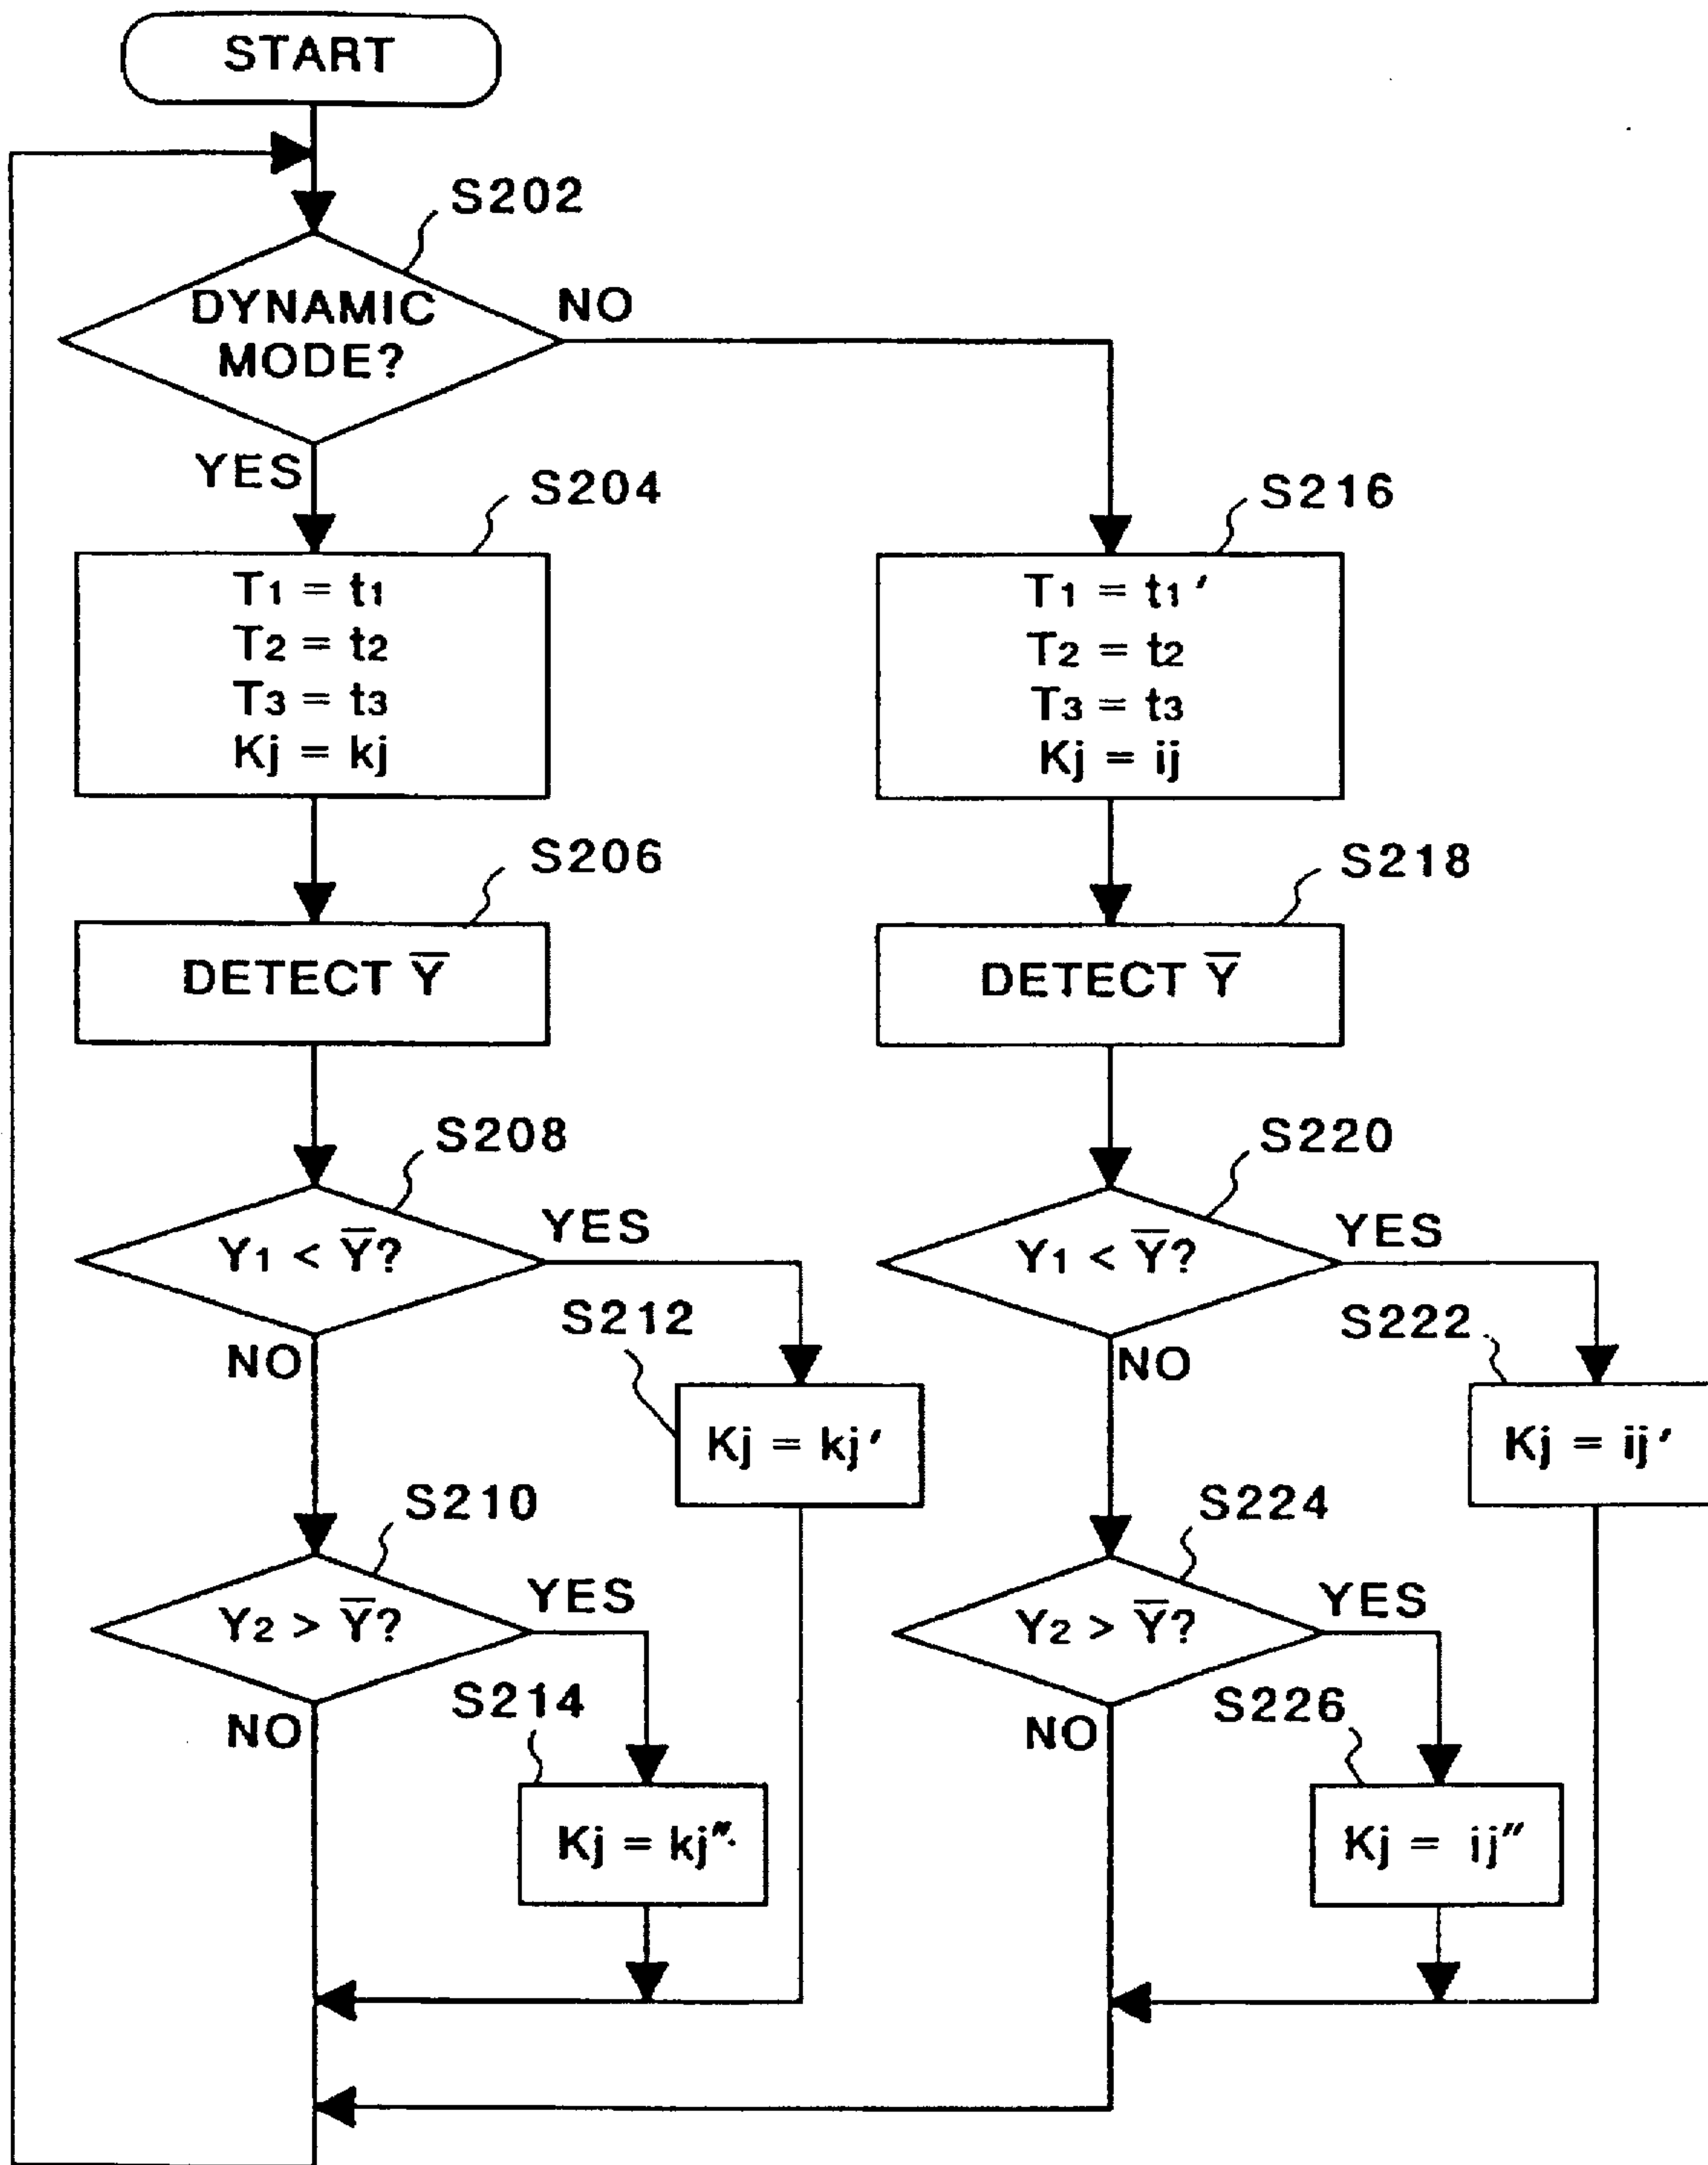 START
S202
DYNAMIC
MODE?
NO
YES
S204
T1 = t1
T2 = t2
T3 = t3
Kj = kj
S216
T1 = t1′
T2 = t2
T3 = t3
Kj = ij
S206
DETECT Y̅
S218
DETECT Y̅
S208
Y1 < Y̅?
YES
NO
S212
Kj = kj′
S210
Y2 > Y̅?
YES
NO
S214
Kj = kj″
S220
Y1 < Y̅?
YES
NO
S222
Kj = ij′
S224
Y2 > Y̅?
YES
NO
S226
Kj = ij″